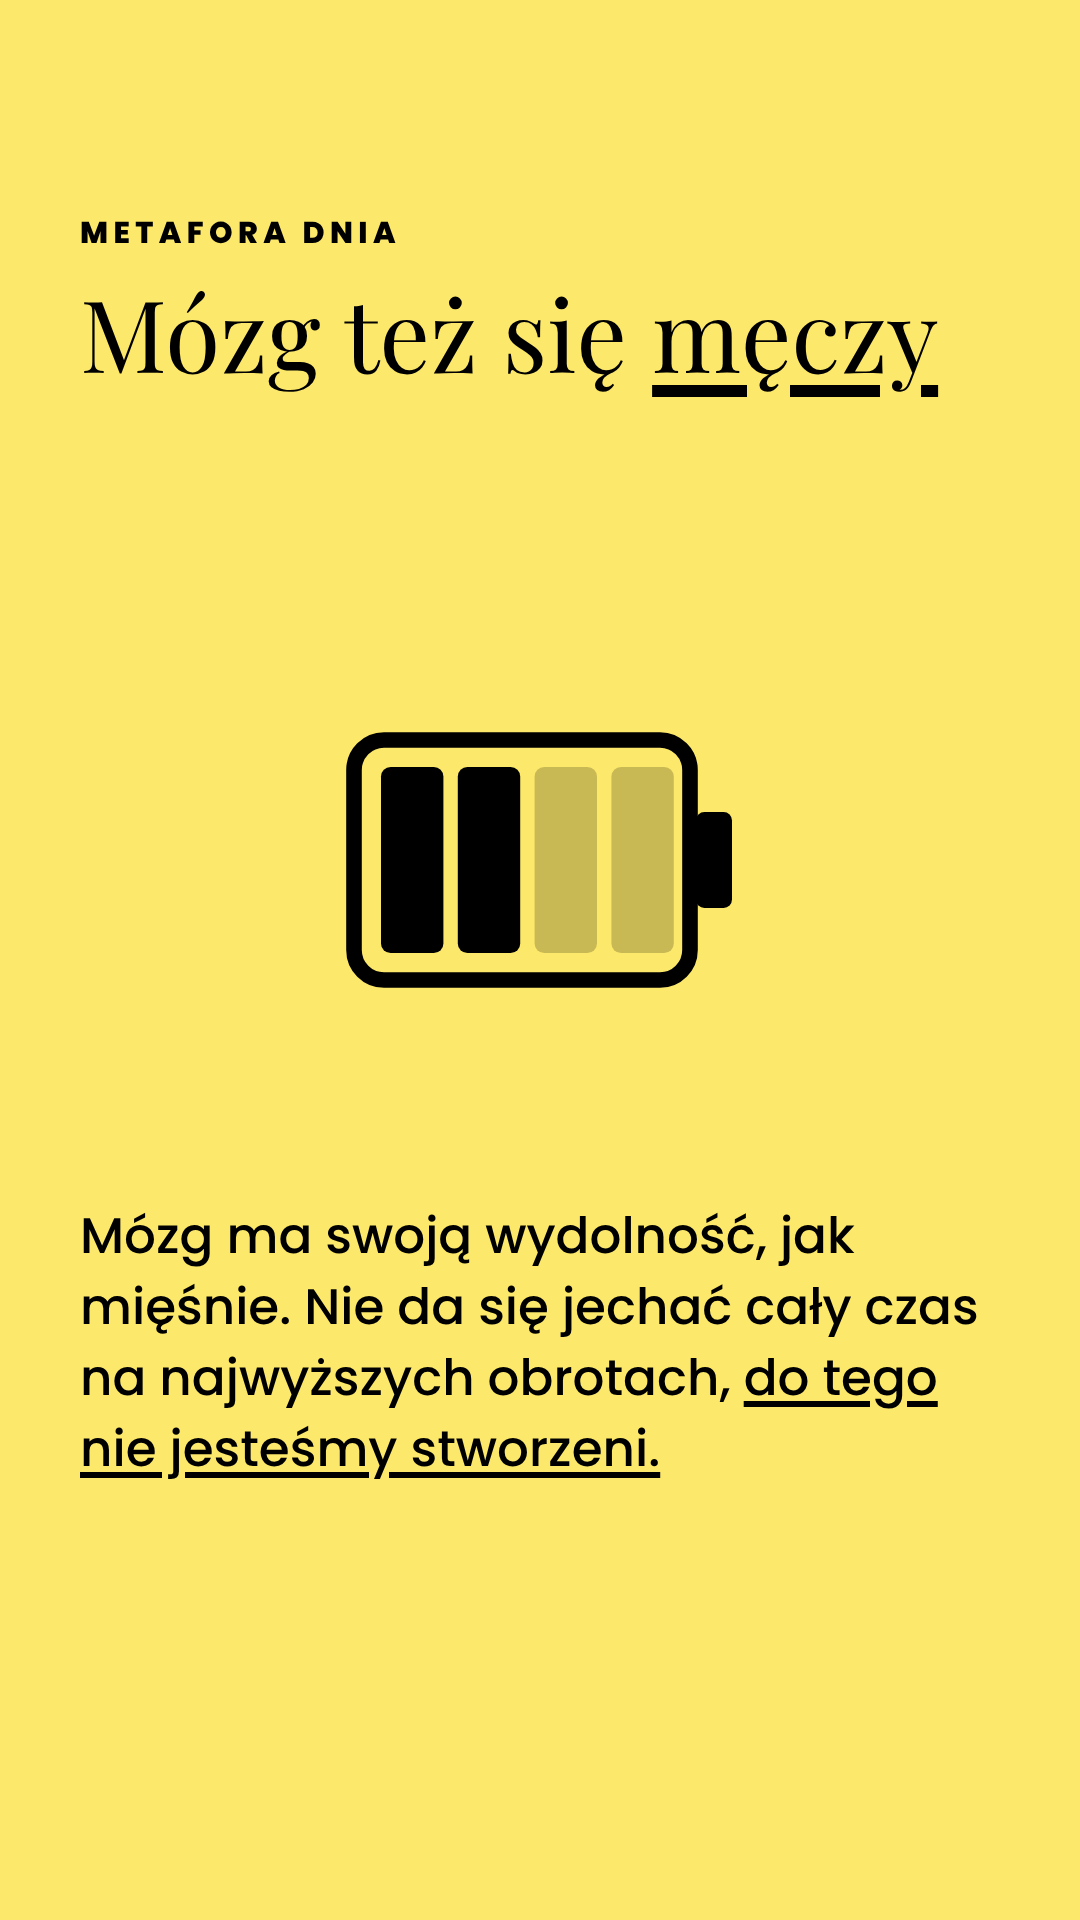 METAFORA DNIA
Mózg też się męczy
Mózg ma swoją wydolność, jak
mięśnie. Nie da się jechać cały czas
na najwyższych obrotach, do tego
nie jesteśmy stworzeni.